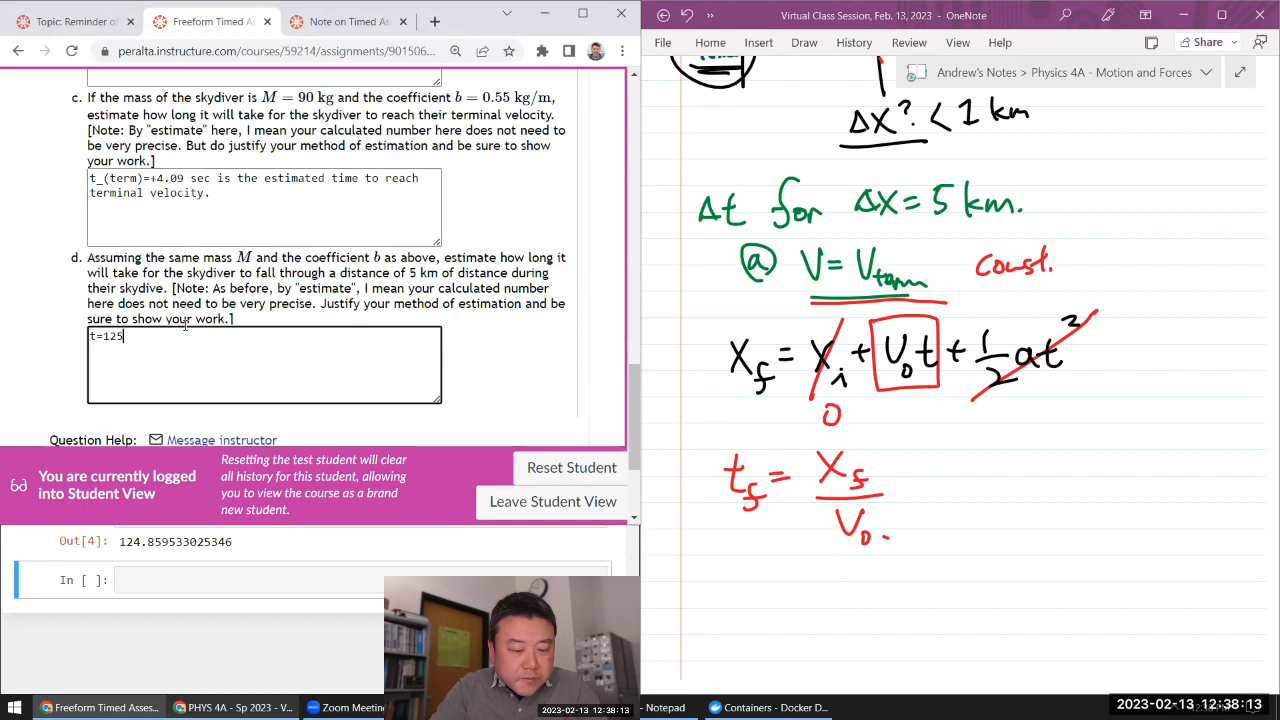 Topic: Reminder of
Freeform Timed As
Note on Timed As
peralta.instructure.com/courses/59214/assignments/901506...
c. If the mass of the skydiver is M = 90 kg and the coefficient b = 0.55 kg/m,
estimate how long it will take for the skydiver to reach their terminal velocity.
[Note: By "estimate" here, I mean your calculated number here does not need to
be very precise. But do justify your method of estimation and be sure to show
your work.]
t_(term)=+4.09 sec is the estimated time to reach
terminal velocity.
d. Assuming the same mass M and the coefficient b as above, estimate how long it
will take for the skydiver to fall through a distance of 5 km of distance during
their skydive. [Note: As before, by "estimate", I mean your calculated number
here does not need to be very precise. Justify your method of estimation and be
sure to show your work.]
t=125
Question Help: Message instructor
You are currently logged
into Student View
Resetting the test student will clear
all history for this student, allowing
you to view the course as a brand
new student.
Reset Student
Leave Student View
Out[4]:
In [ ]:
Virtual Class Session, Feb. 13, 2023 – OneNote
File Home Insert Draw History Review View Help Share
Andrew's Notes › Physics 4A - Motion and Forces
Δx? < 1 km
Δt for Δx = 5 km.
@ V = Vterm const.
Xf = Xi + V0t + 1/2 at²
0
tf = Xf / V0.
Freeform Timed Asses...
PHYS 4A - Sp 2023 - V...
Zoom Meeting
Notepad
Containers - Docker D...
2023-02-13 12:38:13
2023-02-13 12:38:13